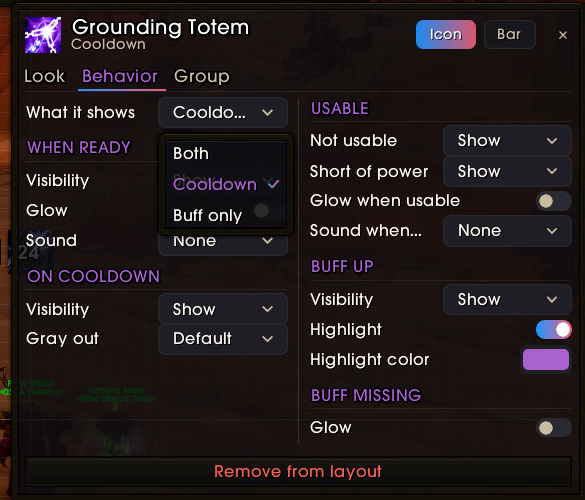 Grounding Totem
Cooldown
Icon
Bar
×
Look
Behavior
Group
What it shows
Cooldo...
Both
Cooldown
Buff only
WHEN READY
Visibility
Glow
Sound
None
24
ON COOLDOWN
Visibility
Show
Gray out
Default
USABLE
Not usable
Show
Short of power
Show
Glow when usable
Sound when...
None
BUFF UP
Visibility
Show
Highlight
Highlight color
BUFF MISSING
Glow
Remove from layout